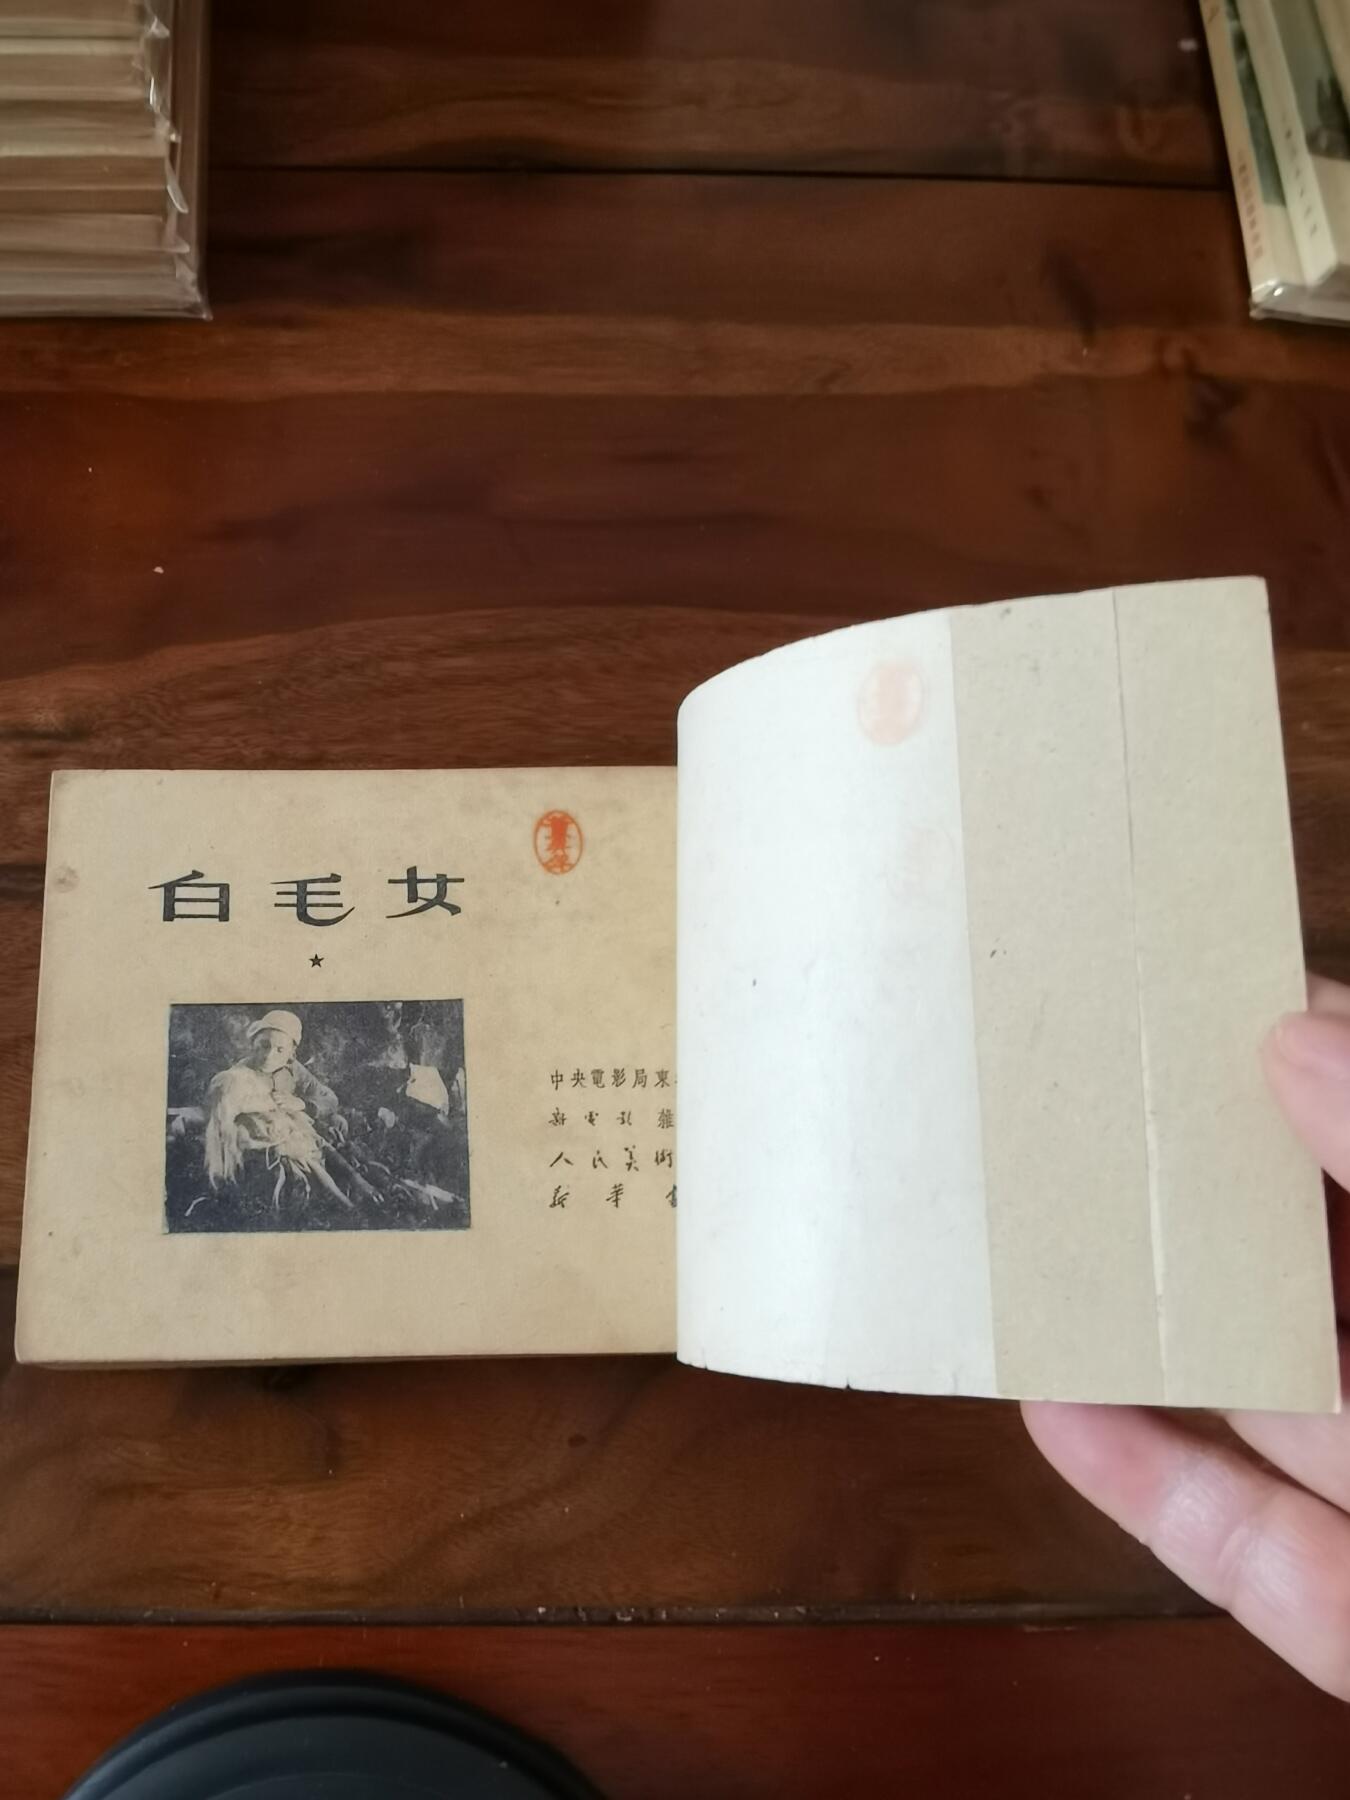 白毛女
中央電影局東
新電影雜
人民美術
新華書